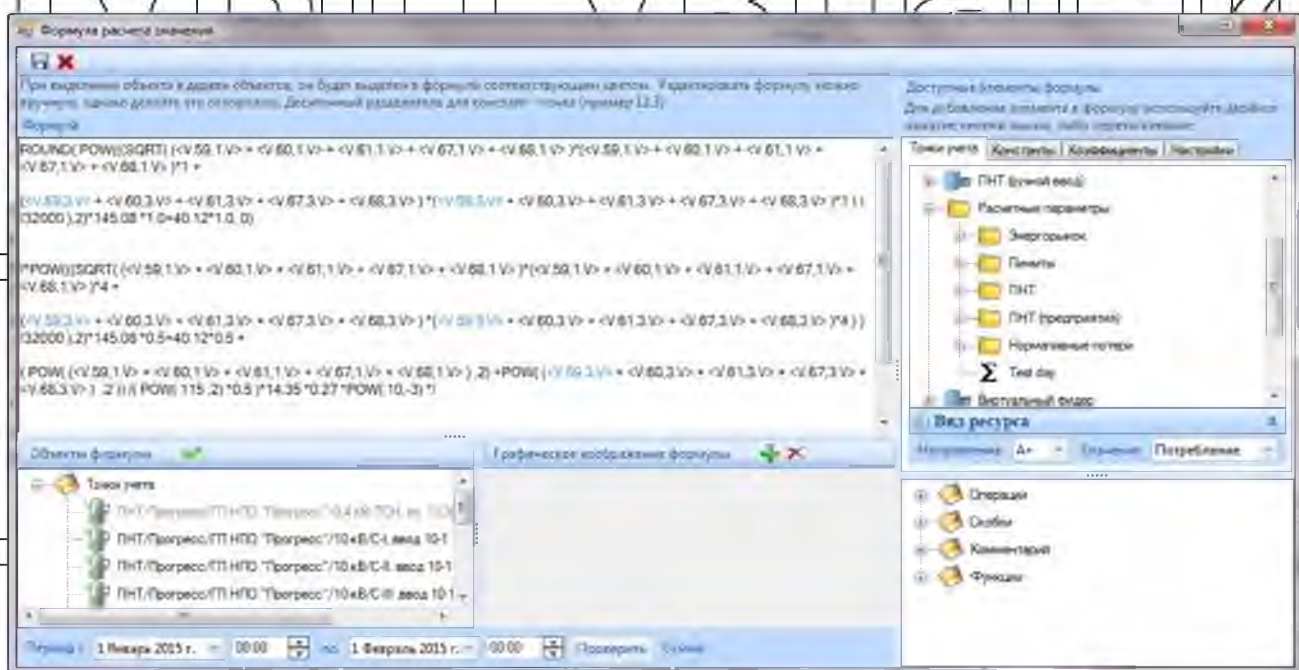 Формула расчета значения
При выделении объекта в дереве объектов, он будет выделен в формуле соответствующим цветом. Редактировать формулу можно
вручную, однако делайте это осторожно. Десятичный разделитель для констант - точка (пример 12.3)
Формула
ROUND( POW(((SQRT( (<V.59,1.V> + <V.60,1.V> + <V.61,1.V> + <V.67,1.V> + <V.68,1.V> )*(<V.59,1.V> + <V.60,1.V> + <V.61,1.V> +
<V.67,1.V> + <V.68,1.V> )*1 +
(<V.59,3.V> + <V.60,3.V> + <V.61,3.V> + <V.67,3.V> + <V.68,3.V> ) *(<V.59,3.V> + <V.60,3.V> + <V.61,3.V> + <V.67,3.V> + <V.68,3.V> )*1 ) )
/32000 ),2)*145.08 *1.0+40.12*1.0, 0)
/*POW(((SQRT( (<V.59,1.V> + <V.60,1.V> + <V.61,1.V> + <V.67,1.V> + <V.68,1.V> )*(<V.59,1.V> + <V.60,1.V> + <V.61,1.V> + <V.67,1.V> +
<V.68,1.V> )*4 +
(<V.59,3.V> + <V.60,3.V> + <V.61,3.V> + <V.67,3.V> + <V.68,3.V> ) *(<V.59,3.V> + <V.60,3.V> + <V.61,3.V> + <V.67,3.V> + <V.68,3.V> )*4 ) )
/32000 ),2)*145.08 *0.5+40.12*0.5 +
( POW( (<V.59,1.V> + <V.60,1.V> + <V.61,1.V> + <V.67,1.V> + <V.68,1.V> ) ,2) +POW( (<V.59,3.V> + <V.60,3.V> + <V.61,3.V> + <V.67,3.V> +
<V.68,3.V> ) ,2 )) /( POW( 115 ,2) *0.5 )*14.35 *0.27 *POW( 10,-3) */
Доступные элементы формулы
Для добавления элемента в формулу используйте двойное
нажатие кнопки мыши, либо перетаскивание
Точки учета Константы Коэффициенты Настройки
ПНТ (ручной ввод)
Расчетные параметры
Энергорынок
Лимиты
ПНТ
ПНТ (предприятия)
Нормативные потери
Test day
Виртуальный фидер
Вид ресурса
Направление A+ Значение Потребление
Объекты формулы
Графическое изображение формулы
Точки учета
ПНТ/Прогресс/ГП НПО "Прогресс"/0,4 кВ/ТСН,
ПНТ/Прогресс/ГП НПО "Прогресс"/10 кВ/С-I, ввод 10-1
ПНТ/Прогресс/ГП НПО "Прогресс"/10 кВ/С-II, ввод 10-1
ПНТ/Прогресс/ГП НПО "Прогресс"/10 кВ/С-III, ввод 10-1
Операции
Скобки
Комментарий
Функции
Период с 1 Январь 2015 г. 00:00 по 1 Февраль 2015 г. 00:00 Проверить